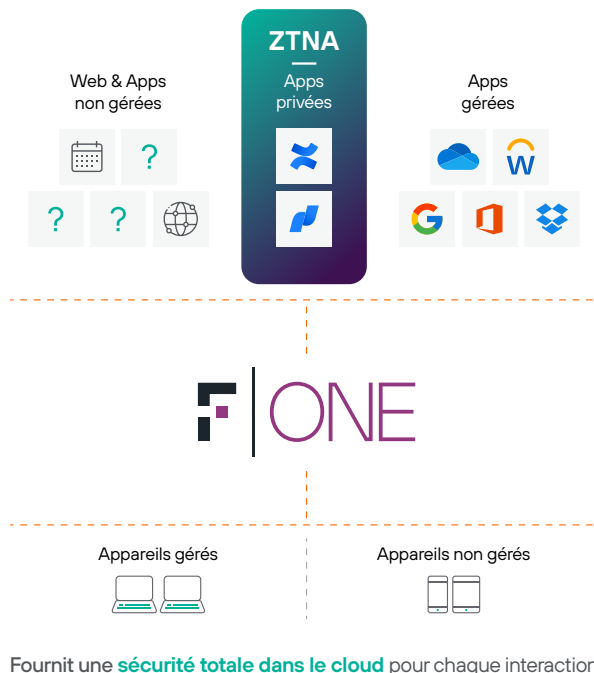 ZTNA
Web & Apps
non gérées
Apps
privées
Apps
gérées
?
W
?
?
G
F|ONE
Appareils gérés
Appareils non gérés
Fournit une sécurité totale dans le cloud pour chaque interaction